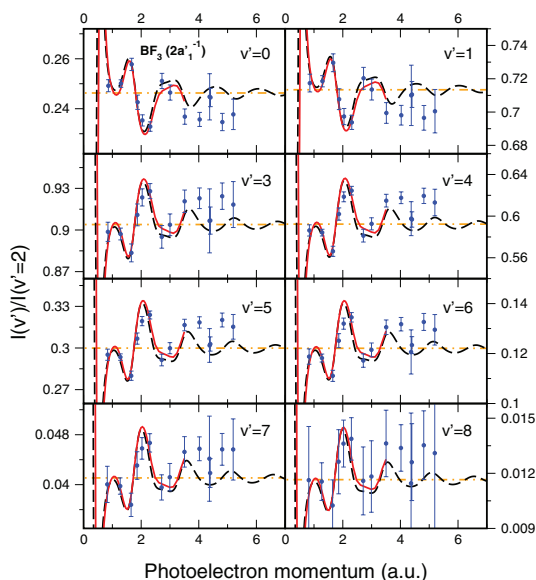 0 2 4 6 0 2 4 6
BF3 (2a'1⁻¹) v'=0
0.26
0.24
v'=1
0.74
0.72
0.7
0.68
v'=3
0.93
0.9
0.87
v'=4
0.64
0.6
0.56
v'=5
0.33
0.3
0.27
v'=6
0.14
0.12
0.1
v'=7
0.048
0.04
v'=8
0.015
0.012
0.009
0 2 4 6 0 2 4 6
I(v')/I(v'=2)
Photoelectron momentum (a.u.)